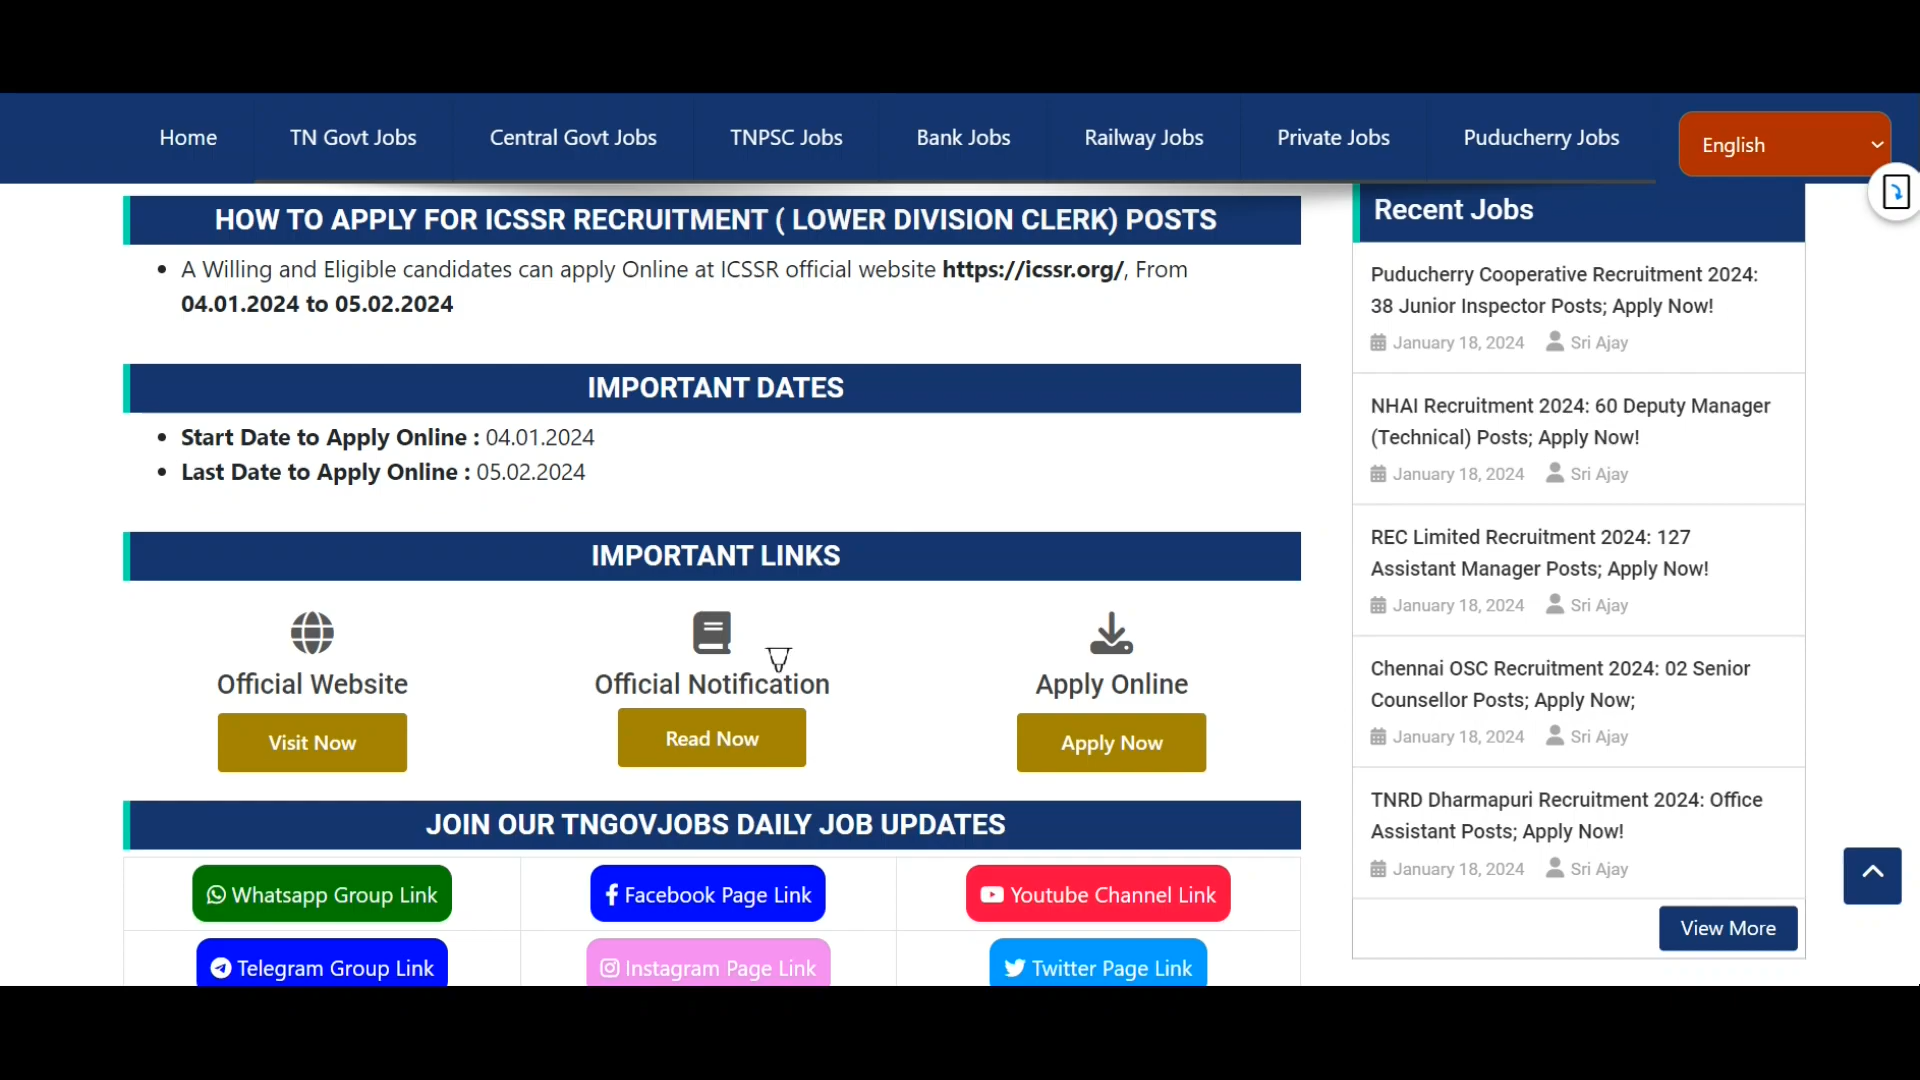 Home TN Govt Jobs Central Govt Jobs TNPSC Jobs Bank Jobs Railway Jobs Private Jobs Puducherry Jobs English
HOW TO APPLY FOR ICSSR RECRUITMENT ( LOWER DIVISION CLERK) POSTS
A Willing and Eligible candidates can apply Online at ICSSR official website https://icssr.org/, From
04.01.2024 to 05.02.2024
IMPORTANT DATES
Start Date to Apply Online : 04.01.2024
Last Date to Apply Online : 05.02.2024
IMPORTANT LINKS
Official Website Official Notification Apply Online
Visit Now Read Now Apply Now
JOIN OUR TNGOVJOBS DAILY JOB UPDATES
Whatsapp Group Link Facebook Page Link Youtube Channel Link
Telegram Group Link Instagram Page Link Twitter Page Link
Recent Jobs
Puducherry Cooperative Recruitment 2024:
38 Junior Inspector Posts; Apply Now!
January 18, 2024 Sri Ajay
NHAI Recruitment 2024: 60 Deputy Manager
(Technical) Posts; Apply Now!
January 18, 2024 Sri Ajay
REC Limited Recruitment 2024: 127
Assistant Manager Posts; Apply Now!
January 18, 2024 Sri Ajay
Chennai OSC Recruitment 2024: 02 Senior
Counsellor Posts; Apply Now;
January 18, 2024 Sri Ajay
TNRD Dharmapuri Recruitment 2024: Office
Assistant Posts; Apply Now!
January 18, 2024 Sri Ajay
View More